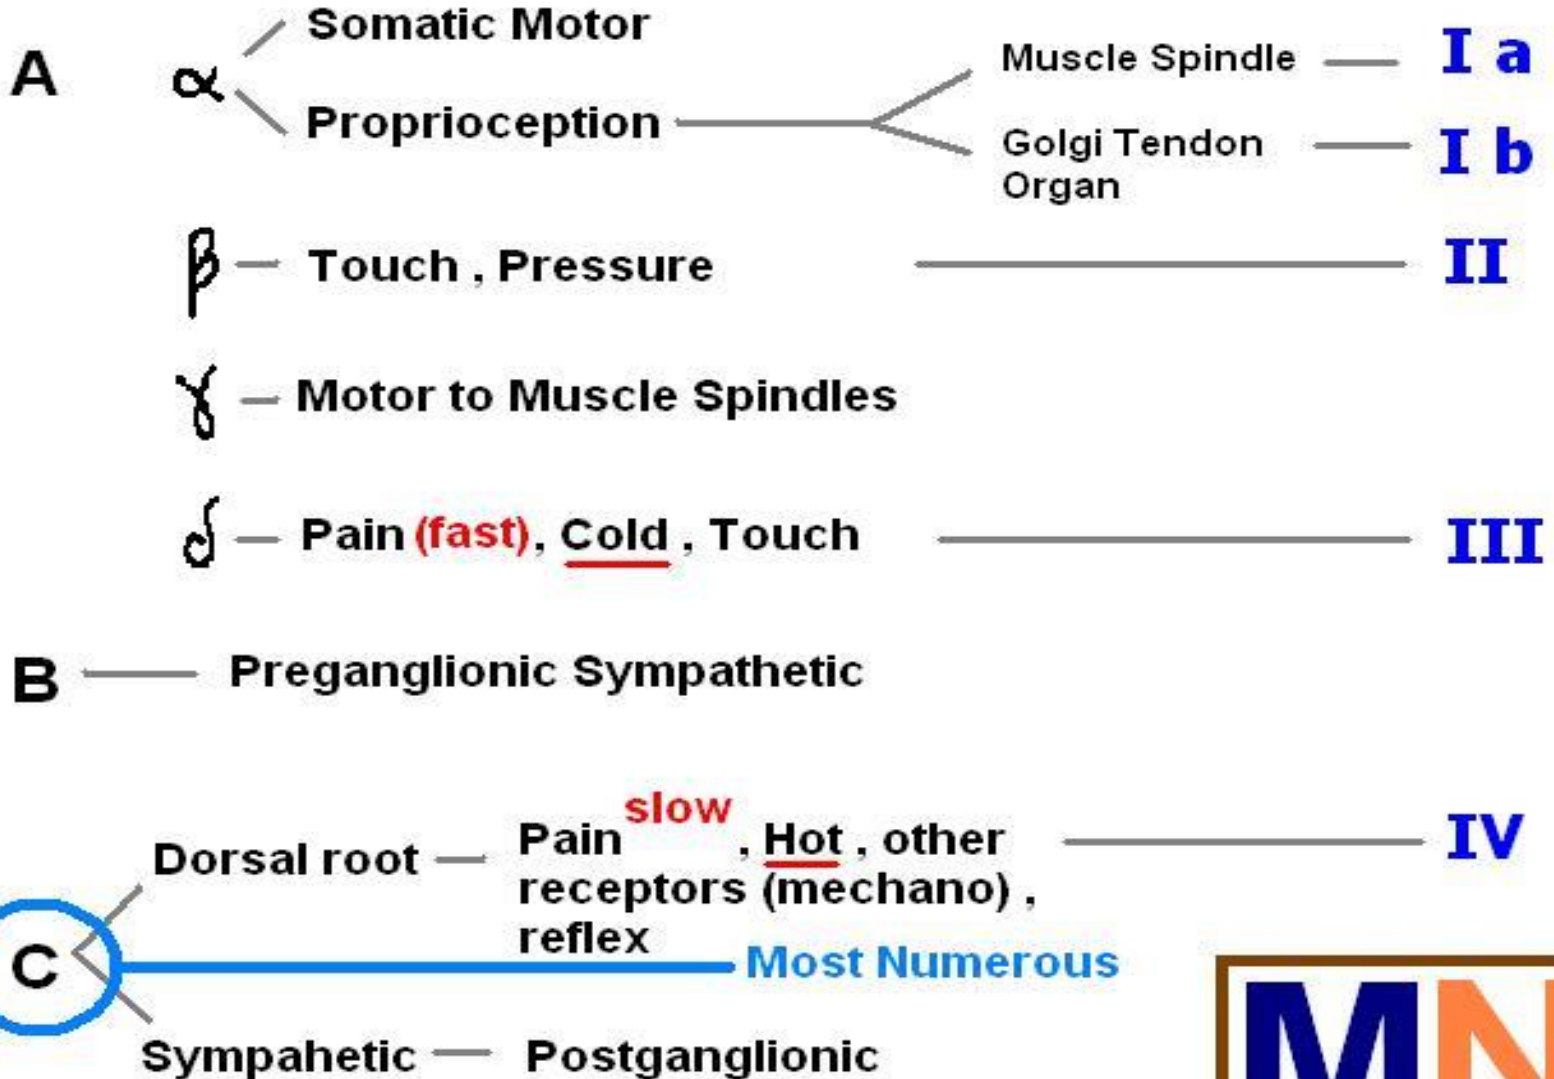 Somatic Motor
A α
Proprioception
Muscle Spindle I a
Golgi Tendon I b
Organ
β Touch , Pressure II
γ Motor to Muscle Spindles
δ Pain (fast) , Cold , Touch III
B Preganglionic Sympathetic
slow
Dorsal root Pain , Hot , other IV
receptors (mechano) ,
reflex
C Most Numerous
Sympahetic Postganglionic
MN